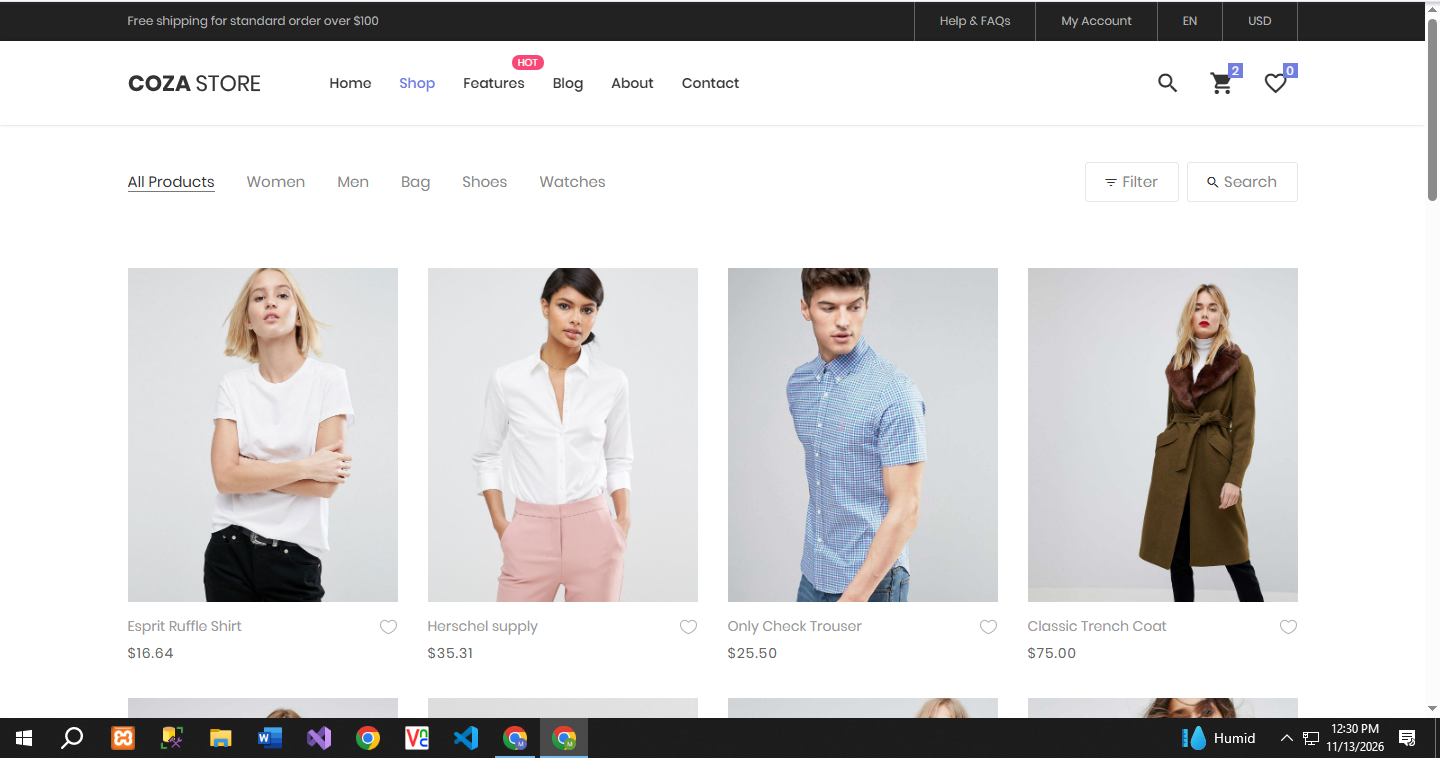 Free shipping for standard order over $100
Help & FAQs
My Account
EN
USD
COZA STORE
Home
Shop
Features
HOT
Blog
About
Contact
2
0
All Products
Women
Men
Bag
Shoes
Watches
Filter
Search
Esprit Ruffle Shirt
$16.64
Herschel supply
$35.31
Only Check Trouser
$25.50
Classic Trench Coat
$75.00
Humid
12:30 PM
11/13/2026